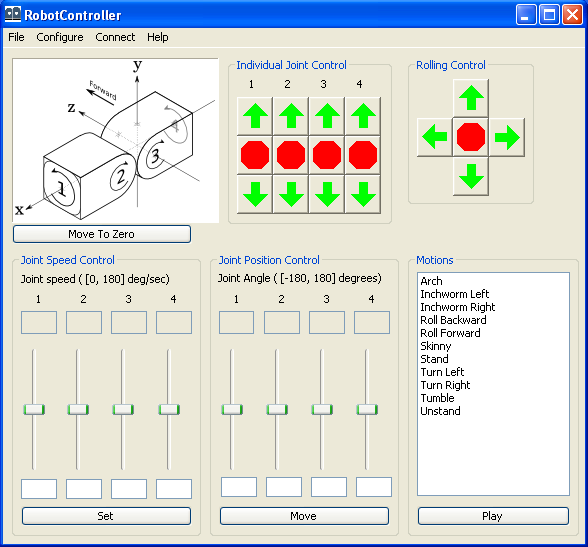 RobotController
File Configure Connect Help
y
Forward
z
4
3
2
1
x
Move To Zero
Individual Joint Control
1 2 3 4
Rolling Control
Joint Speed Control
Joint speed ( [0, 180] deg/sec)
1 2 3 4
Set
Joint Position Control
Joint Angle ( [-180, 180] degrees)
1 2 3 4
Move
Motions
Arch
Inchworm Left
Inchworm Right
Roll Backward
Roll Forward
Skinny
Stand
Turn Left
Turn Right
Tumble
Unstand
Play